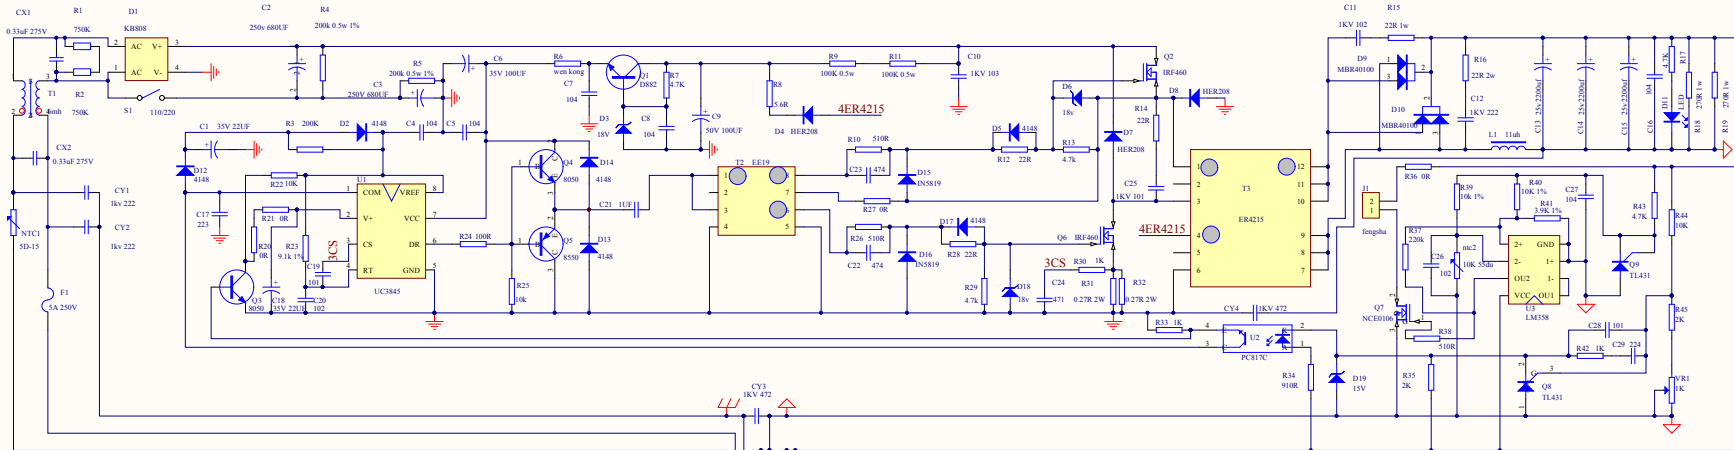 CX1
0.33uF 275V
R1
750K
R2
750K
T1
6mh
D1
KB808
AC V+
AC V-
S1
110/220
C2
250v 680UF
R4
200k 0.5w 1%
R5
200k 0.5w 1%
C3
250V 680UF
C6
35V 100UF
R6
wen kong
C7
104
Q1
D882
R7
4.7K
D3
18V
C8
104
C9
50V 100UF
R8
5.6R
D4
HER208
4ER4215
R9
100K 0.5w
R11
100K 0.5w
C10
1KV 103
Q2
IRF460
D6
18v
R14
22R
D8
HER208
D7
HER208
C1 35V 22UF
R3 200K
D2
4148
C4
104
C5
104
CX2
0.33uF 275V
D12
4148
CY1
1kv 222
CY2
1kv 222
NTC1
5D-15
F1
5A 250V
C17
223
R22
10K
R21 0R
R20
0R
R23
9.1k 1%
C19
101
3CS
Q3
8050
C18
35V 22UF
C20
102
U1
COM VREF
V+
VCC
CS
DR
RT
GND
UC3845
R24 100R
R25
10k
Q4
8050
D14
4148
Q5
8550
D13
4148
C21 1UF
T2 EE19
R10 510R
C23 474
R27 0R
D15
IN5819
R26 510R
C22 474
D16
IN5819
D17
4148
R28 22R
R29
4.7k
D18
18v
D5
4148
R12 22R
R13
4.7k
C25
1KV 101
Q6
IRF460
4ER4215
3CS
R30 1K
C24
471
R31
0.27R 2W
R32
0.27R 2W
T3
ER4215
CY4
1KV 472
R33 1K
U2
PC817C
R34
910R
D19
15V
CY3
1KV 472
C11
1KV 102
R15
22R 1w
D9
MBR40100
D10
MBR40100
R16
22R 2w
C12
1KV 222
L1 11uh
C13 25v 2200uf
C14 25v 2200uf
C15 25v 2200uf
C16 104
4.7K
R17
D11
LED
R18 270R 1w
R19 270R 1w
J1
2
1
fengsha
R36 0R
R39
10k 1%
R40
10K 1%
R41
3.9K 1%
C27
104
R37
220k
C26
102
ntc2
10K 55du
2+ GND
2- 1+
OU2 1-
VCC OU1
U3
LM358
Q7
NCE0106
R38
510R
R35
2K
Q9
TL431
R43
4.7K
R44
10K
R45
2K
C28 101
R42 1K
C29 224
Q8
TL431
VR1
1K